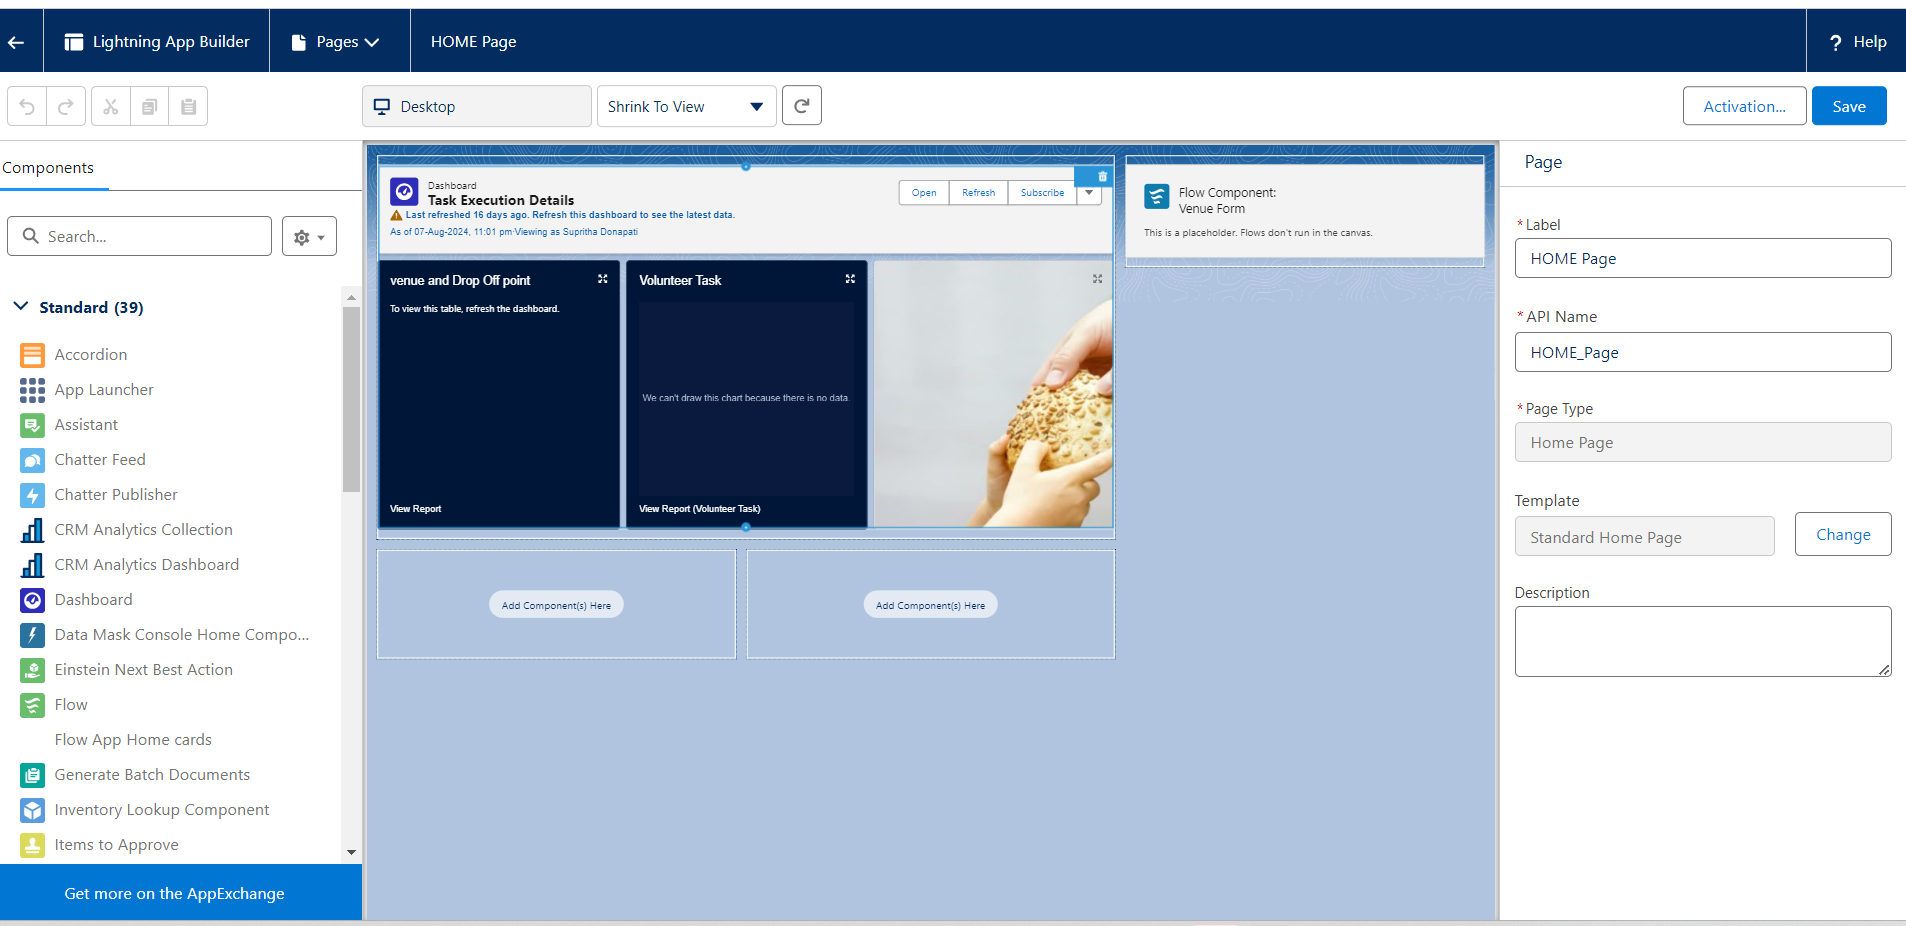 Lightning App Builder
Pages
HOME Page
? Help
Desktop
Shrink To View
Activation...
Save
Components
Search...
Standard (39)
Accordion
App Launcher
Assistant
Chatter Feed
Chatter Publisher
CRM Analytics Collection
CRM Analytics Dashboard
Dashboard
Data Mask Console Home Compo...
Einstein Next Best Action
Flow
Flow App Home cards
Generate Batch Documents
Inventory Lookup Component
Items to Approve
Get more on the AppExchange
Dashboard
Task Execution Details
Last refreshed 16 days ago. Refresh this dashboard to see the latest data.
As of 07-Aug-2024, 11:01 pm·Viewing as Supritha Donapati
Open
Refresh
Subscribe
venue and Drop Off point
To view this table, refresh the dashboard.
View Report
Volunteer Task
We can't draw this chart because there is no data.
View Report (Volunteer Task)
Add Component(s) Here
Add Component(s) Here
Flow Component:
Venue Form
This is a placeholder. Flows don't run in the canvas.
Page
*Label
HOME Page
*API Name
HOME_Page
*Page Type
Home Page
Template
Standard Home Page
Change
Description